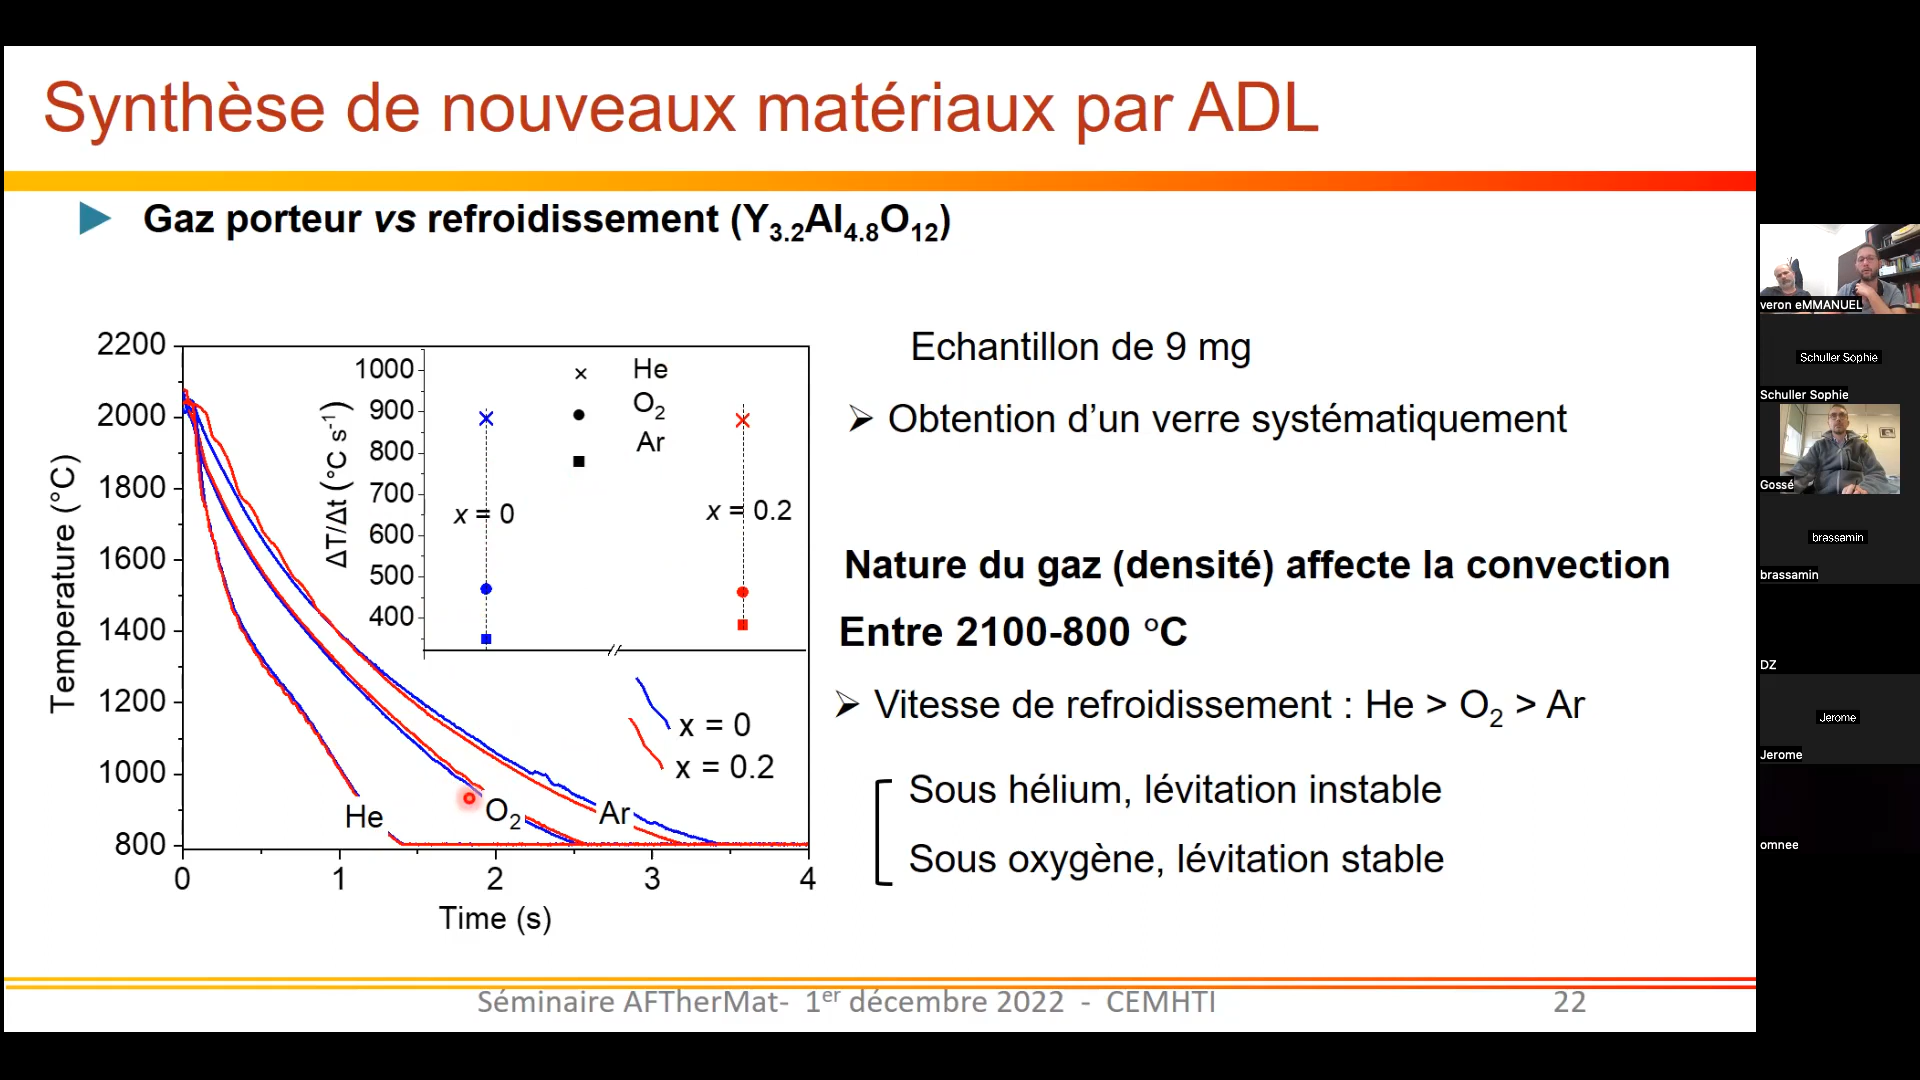 Synthèse de nouveaux matériaux par ADL
Gaz porteur vs refroidissement (Y3.2Al4.8O12)
2200
2000
1800
1600
1400
1200
1000
800
Temperature (°C)
0
1
2
3
4
Time (s)
1000
900
800
700
600
500
400
ΔT/Δt (°C s-1)
He
O2
Ar
x = 0
x = 0.2
x = 0
x = 0.2
He
O2
Ar
Echantillon de 9 mg
Obtention d'un verre systématiquement
Nature du gaz (densité) affecte la convection
Entre 2100-800 °C
Vitesse de refroidissement : He > O2 > Ar
Sous hélium, lévitation instable
Sous oxygène, lévitation stable
Séminaire AFTherMat- 1er décembre 2022 - CEMHTI
22
veron eMMANUEL
Schuller Sophie
Schuller Sophie
Gossé
brassamin
brassamin
DZ
Jerome
Jerome
omnee